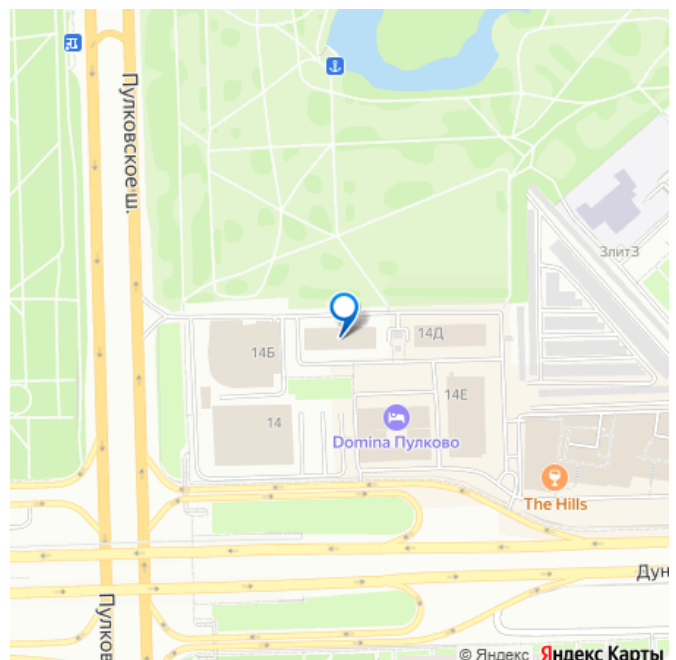 Пулковское ш.
3литЗ
14Д
14Б
14Е
14
Domina Пулково
The Hills
Дун
Пулков
© Яндекс Яндекс Карты